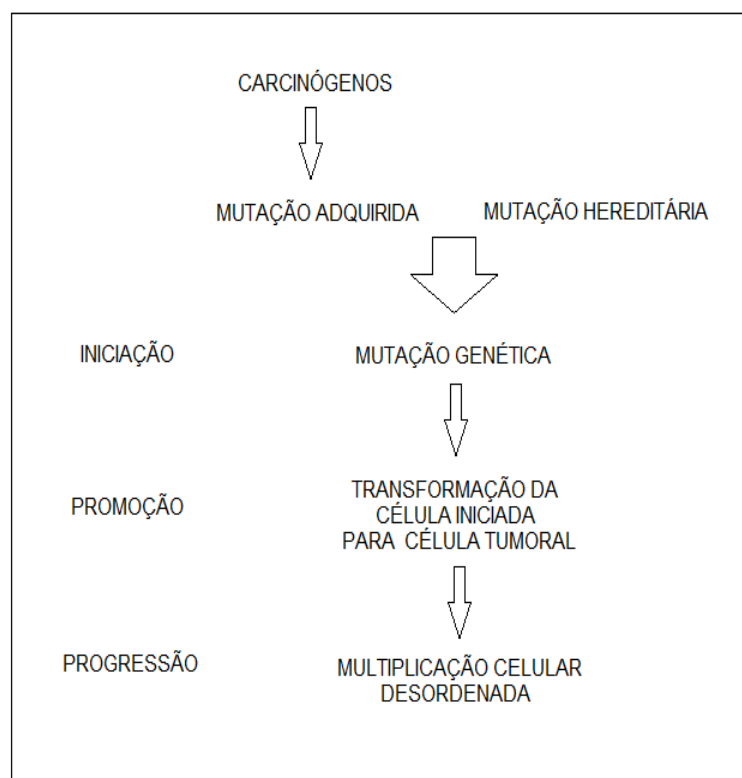 CARCINÓGENOS
MUTAÇÃO ADQUIRIDA
MUTAÇÃO HEREDITÁRIA
INICIAÇÃO
MUTAÇÃO GENÉTICA
PROMOÇÃO
TRANSFORMAÇÃO DA
CÉLULA INICIADA
PARA CÉLULA TUMORAL
PROGRESSÃO
MULTIPLICAÇÃO CELULAR
DESORDENADA